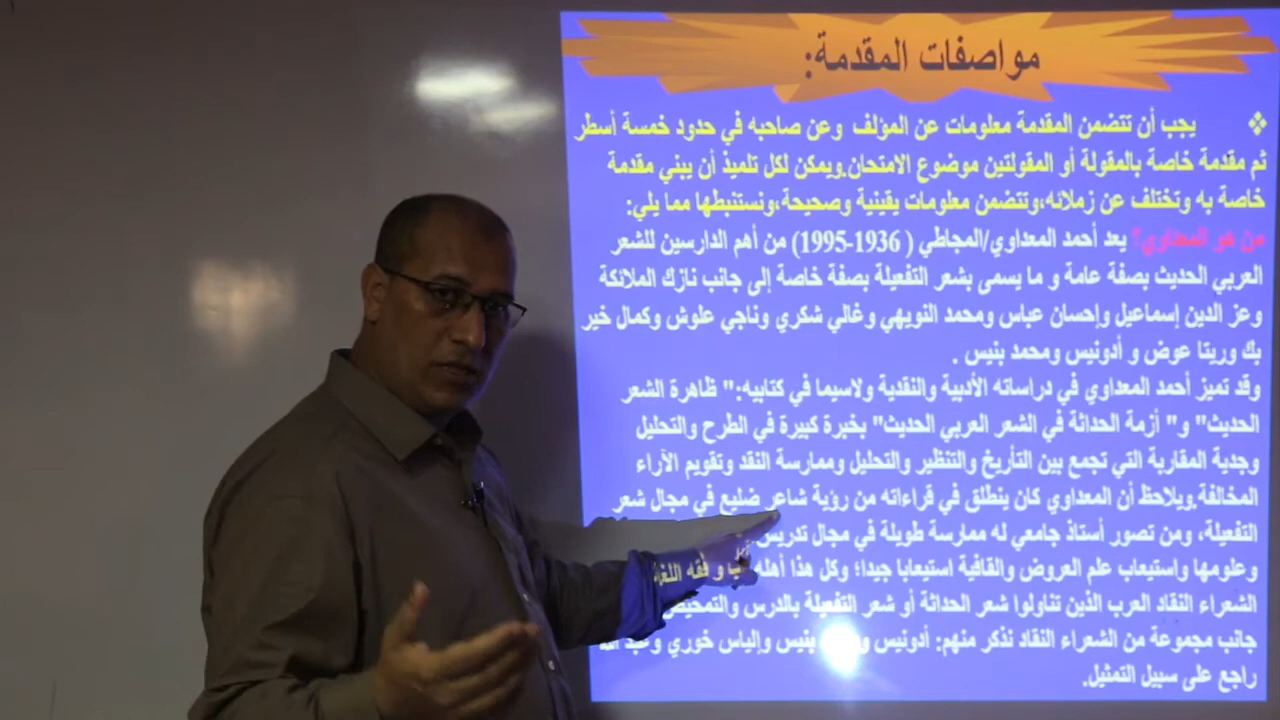 مواصفات المقدمة:
❖ يجب أن تتضمن المقدمة معلومات عن المؤلف وعن صاحبه في حدود خمسة أسطر
ثم مقدمة خاصة بالمقولة أو المقولتين موضوع الامتحان.ويمكن لكل تلميذ أن يبني مقدمة
خاصة به وتختلف عن زملائه،وتتضمن معلومات يقينية وصحيحة،ونستنبطها مما يلي:
من هو المعداوي؟ يعد أحمد المعداوي/المجاطي ( 1936-1995) من أهم الدارسين للشعر
العربي الحديث بصفة عامة و ما يسمى بشعر التفعيلة بصفة خاصة إلى جانب نازك الملائكة
وعز الدين إسماعيل وإحسان عباس ومحمد النويهي وغالي شكري وناجي علوش وكمال خير
بك وريتا عوض و أدونيس ومحمد بنيس .
وقد تميز أحمد المعداوي في دراساته الأدبية والنقدية ولاسيما في كتابيه:" ظاهرة الشعر
الحديث" و" أزمة الحداثة في الشعر العربي الحديث" بخبرة كبيرة في الطرح والتحليل
وجدية المقاربة التي تجمع بين التأريخ والتنظير والتحليل وممارسة النقد وتقويم الآراء
المخالفة.ويلاحظ أن المعداوي كان ينطلق في قراءاته من رؤية شاعر ضليع في مجال شعر
التفعيلة، ومن تصور أستاذ جامعي له ممارسة طويلة في مجال تدريس
وعلومها واستيعاب علم العروض والقافية استيعابا جيدا؛ وكل هذا أهله و فقه اللغة
الشعراء النقاد العرب الذين تناولوا شعر الحداثة أو شعر التفعيلة بالدرس والتمحيص
جانب مجموعة من الشعراء النقاد نذكر منهم: أدونيس بنيس وإلياس خوري وعبد الله
راجع على سبيل التمثيل.